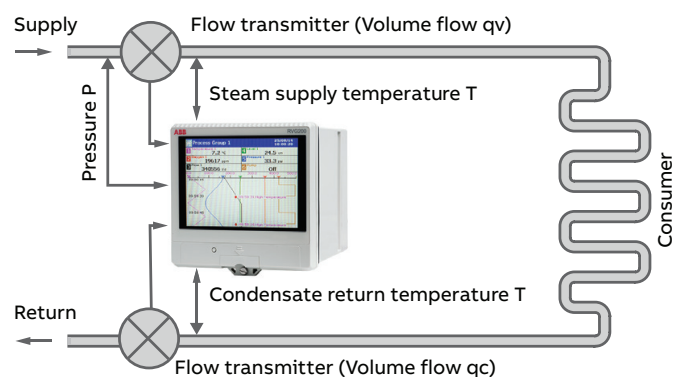 Supply
Flow transmitter (Volume flow qv)
Steam supply temperature T
Pressure P
ABB
Process Group 1
Consumer
Condensate return temperature T
Return
Flow transmitter (Volume flow qc)